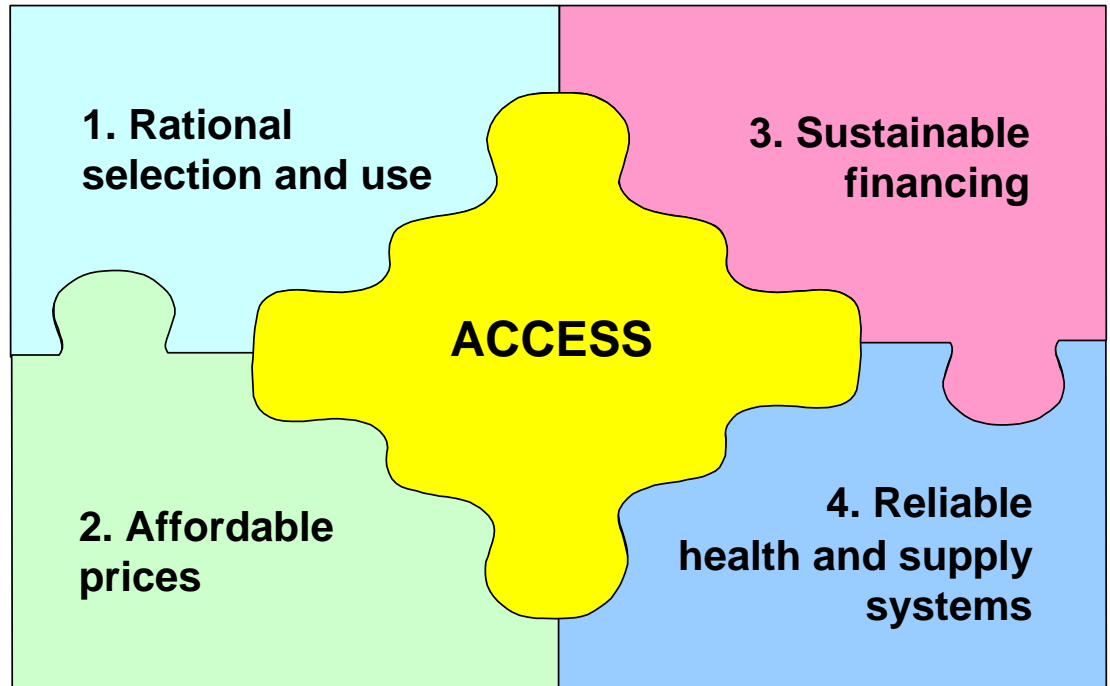 1. Rational
selection and use
3. Sustainable
financing
ACCESS
2. Affordable
prices
4. Reliable
health and supply
systems